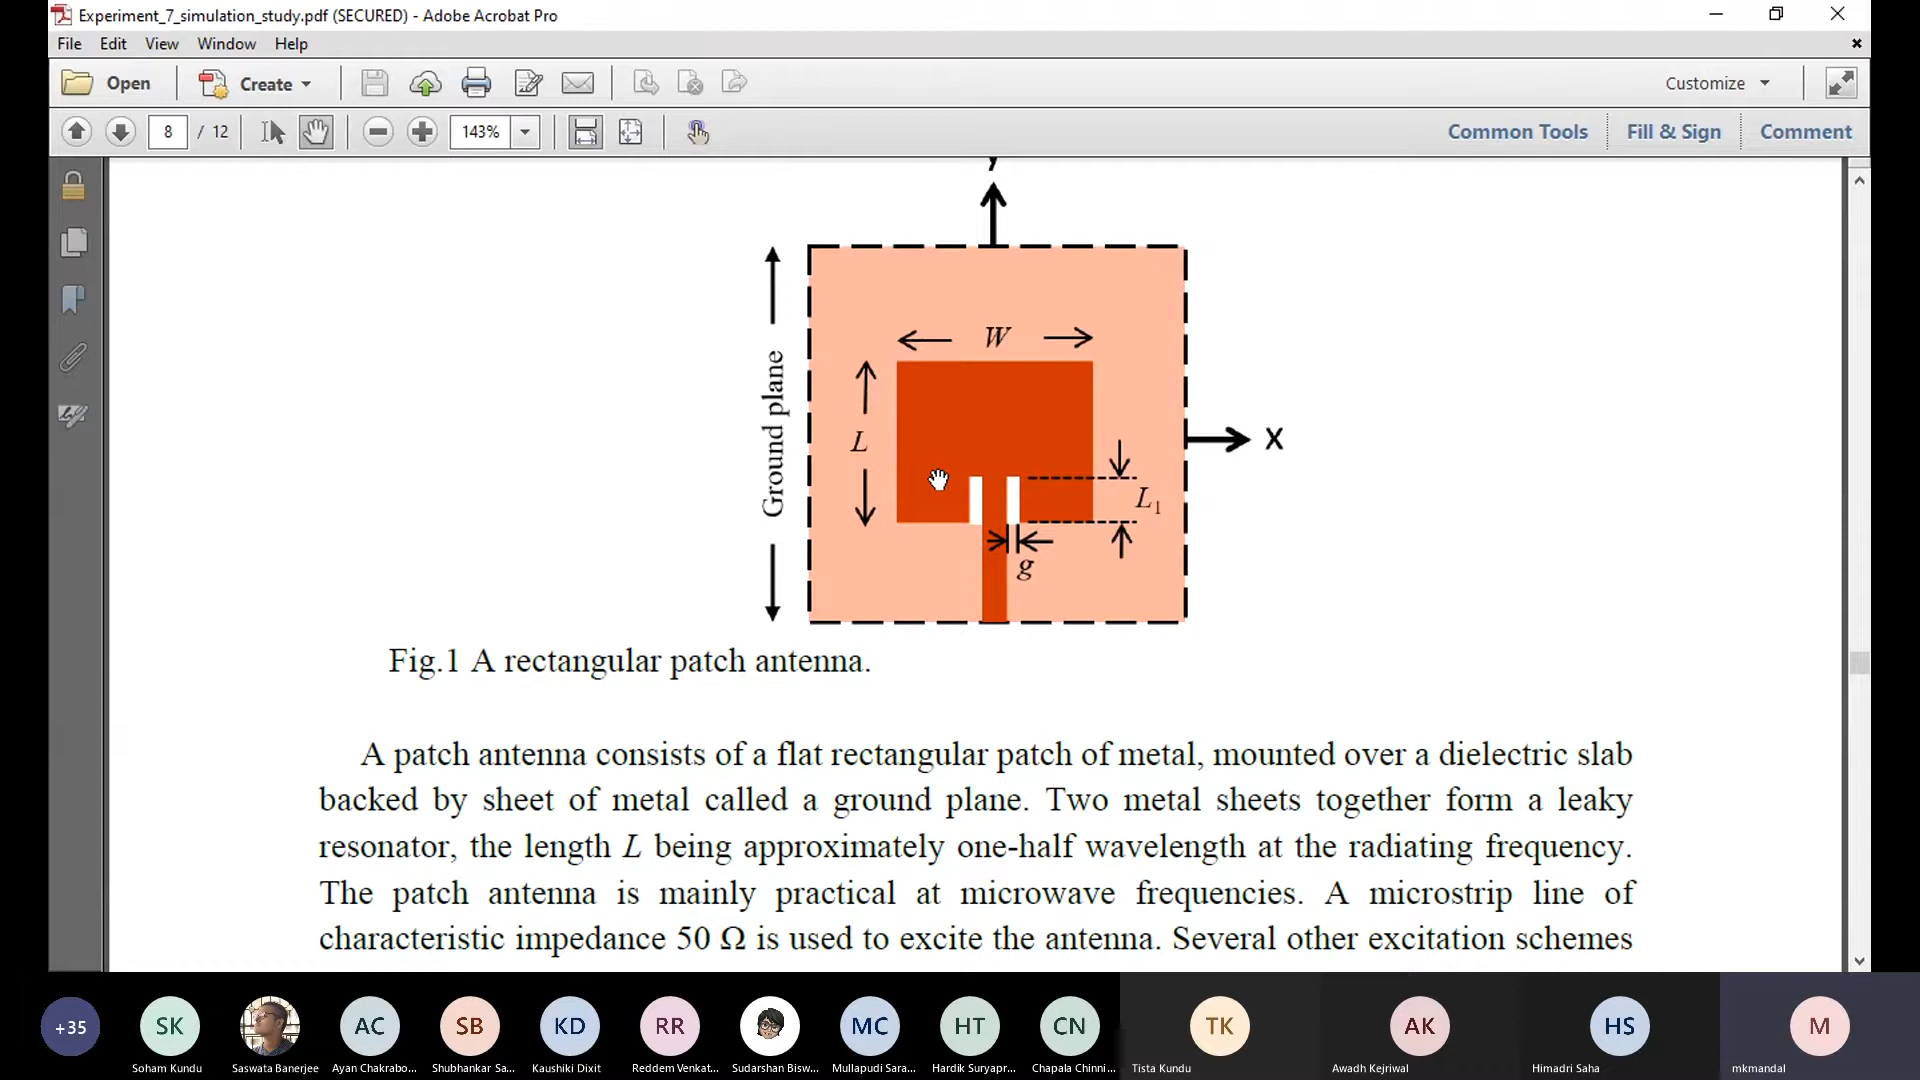 Experiment_7_simulation_study.pdf (SECURED) - Adobe Acrobat Pro
File Edit View Window Help
Open Create Customize
8 / 12 143% Common Tools Fill & Sign Comment
y
W
Ground plane
L
X
L1
g
Fig.1 A rectangular patch antenna.
A patch antenna consists of a flat rectangular patch of metal, mounted over a dielectric slab
backed by sheet of metal called a ground plane. Two metal sheets together form a leaky
resonator, the length L being approximately one-half wavelength at the radiating frequency.
The patch antenna is mainly practical at microwave frequencies. A microstrip line of
characteristic impedance 50 Ω is used to excite the antenna. Several other excitation schemes
+35 SK AC SB KD RR MC HT CN TK AK HS M
Soham Kundu Saswata Banerjee Ayan Chakrabo... Shubhankar Sa... Kaushiki Dixit Reddem Venkat... Sudarshan Bisw... Mullapudi Sara... Hardik Suryapr... Chapala Chinni... Tista Kundu Awadh Kejriwal Himadri Saha mkmandal